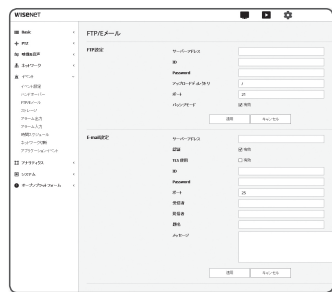 WISENET
Basic
PTZ
映像&音声
ネットワーク
イベント
イベント設定
ハンドオーバー
FTP/Eメール
ストレージ
アラーム出力
アラーム入力
時間スケジュール
ネットワーク切断
アプリケーションイベント
アナリティクス
システム
オープンプラットフォーム
FTP/Eメール
FTP設定
サーバーアドレス
ID
Password
アップロードディレクトリ
/
ポート
21
パッシブモード
有効
適用
キャンセル
E-mail設定
サーバーアドレス
認証
有効
TLS 使用
有効
ID
Password
ポート
25
受信者
発信者
題名
メッセージ
適用
キャンセル